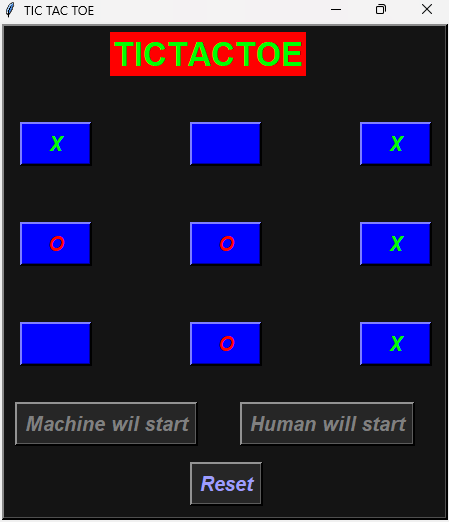 TIC TAC TOE
TICTACTOE
X X
O O X
O X
Machine wil start Human will start
Reset